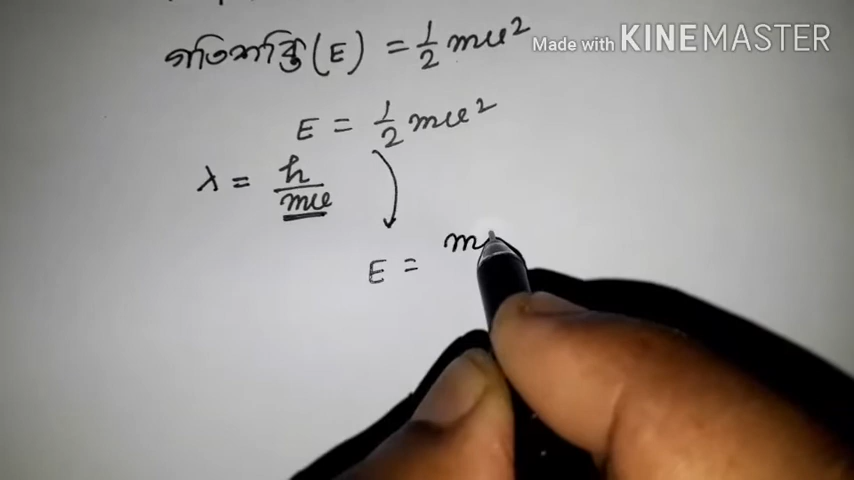 গতিশক্তি(E) = 1/2 mu²
Made with KINEMASTER
E = 1/2 mu²
λ = h/mu
E = m